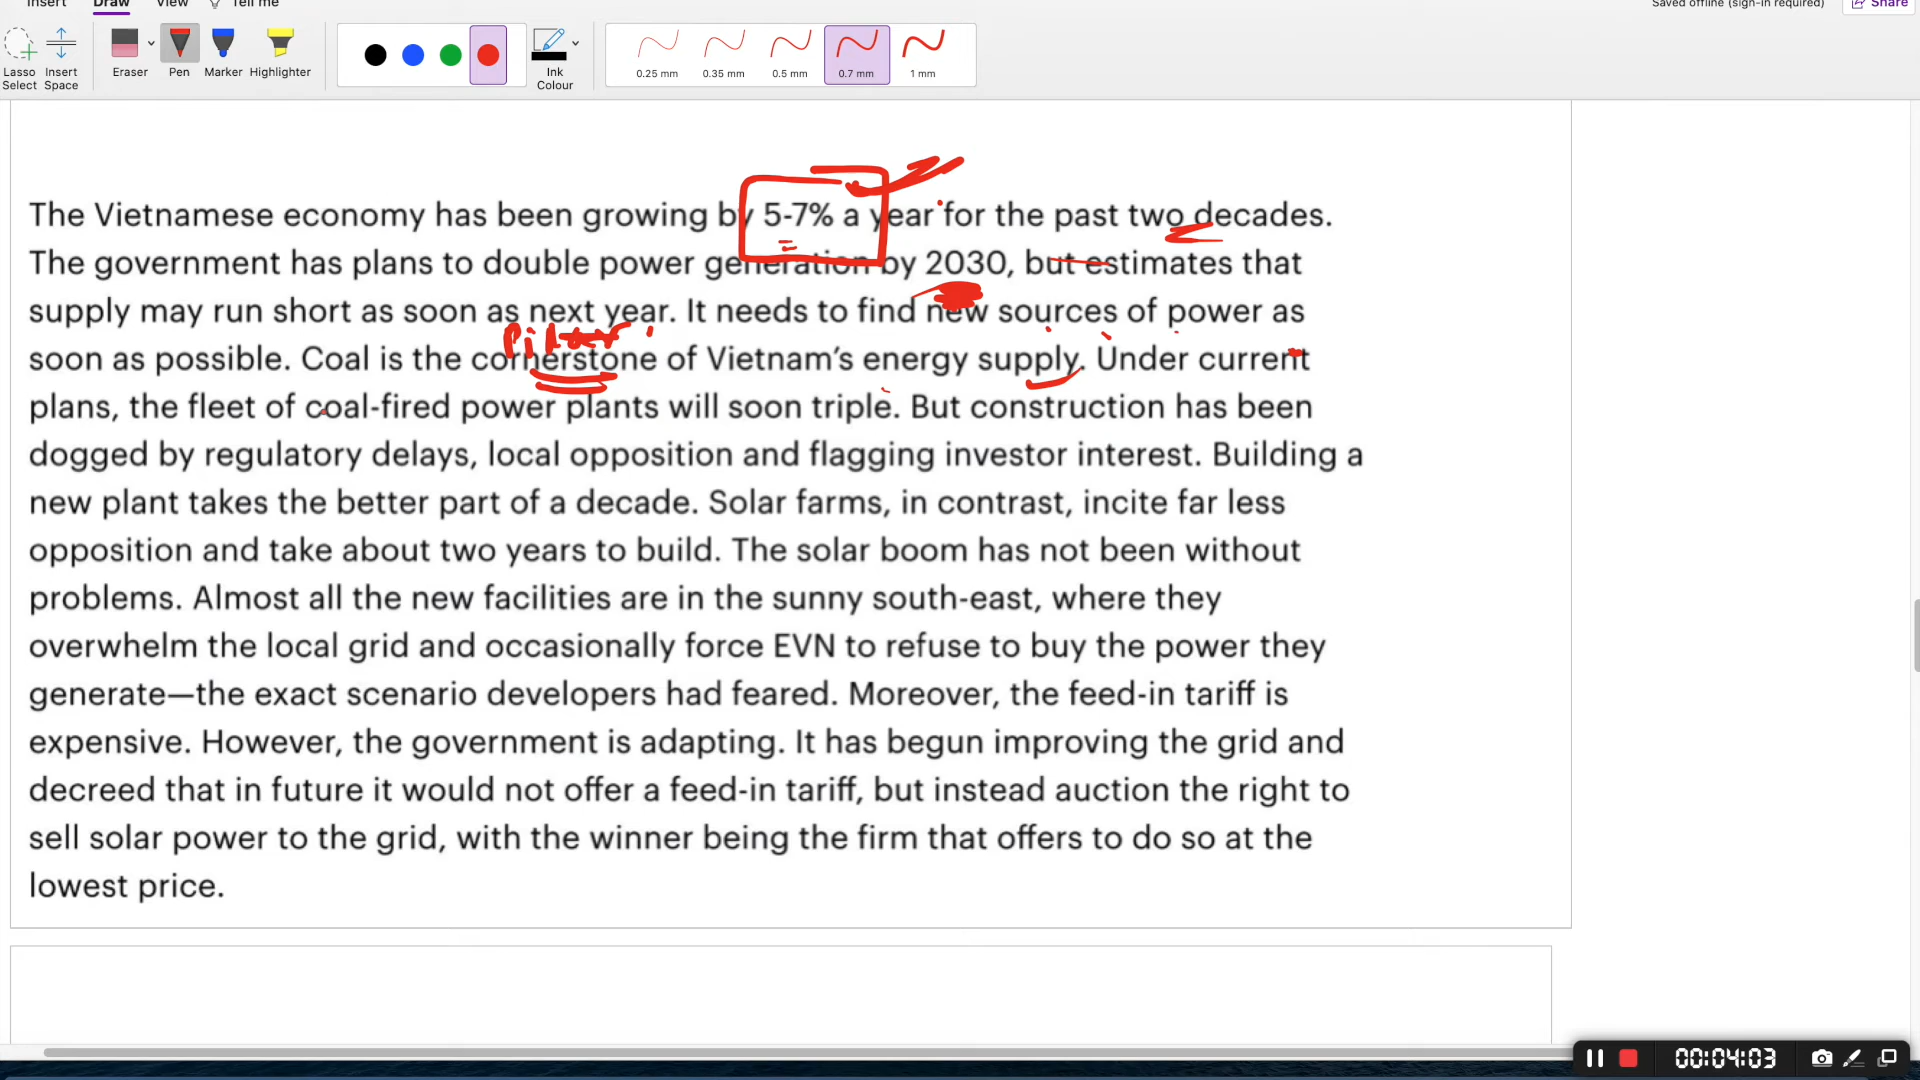 Insert Draw View Tell me Saved offline (sign-in required) Share
Lasso Select Insert Space Eraser Pen Marker Highlighter Ink Colour 0.25 mm 0.35 mm 0.5 mm 0.7 mm 1 mm
The Vietnamese economy has been growing by 5-7% a year for the past two decades.
The government has plans to double power generation by 2030, but estimates that
supply may run short as soon as next year. It needs to find new sources of power as
soon as possible. Coal is the cornerstone of Vietnam’s energy supply. Under current
plans, the fleet of coal-fired power plants will soon triple. But construction has been
dogged by regulatory delays, local opposition and flagging investor interest. Building a
new plant takes the better part of a decade. Solar farms, in contrast, incite far less
opposition and take about two years to build. The solar boom has not been without
problems. Almost all the new facilities are in the sunny south-east, where they
overwhelm the local grid and occasionally force EVN to refuse to buy the power they
generate—the exact scenario developers had feared. Moreover, the feed-in tariff is
expensive. However, the government is adapting. It has begun improving the grid and
decreed that in future it would not offer a feed-in tariff, but instead auction the right to
sell solar power to the grid, with the winner being the firm that offers to do so at the
lowest price.
00:04:03